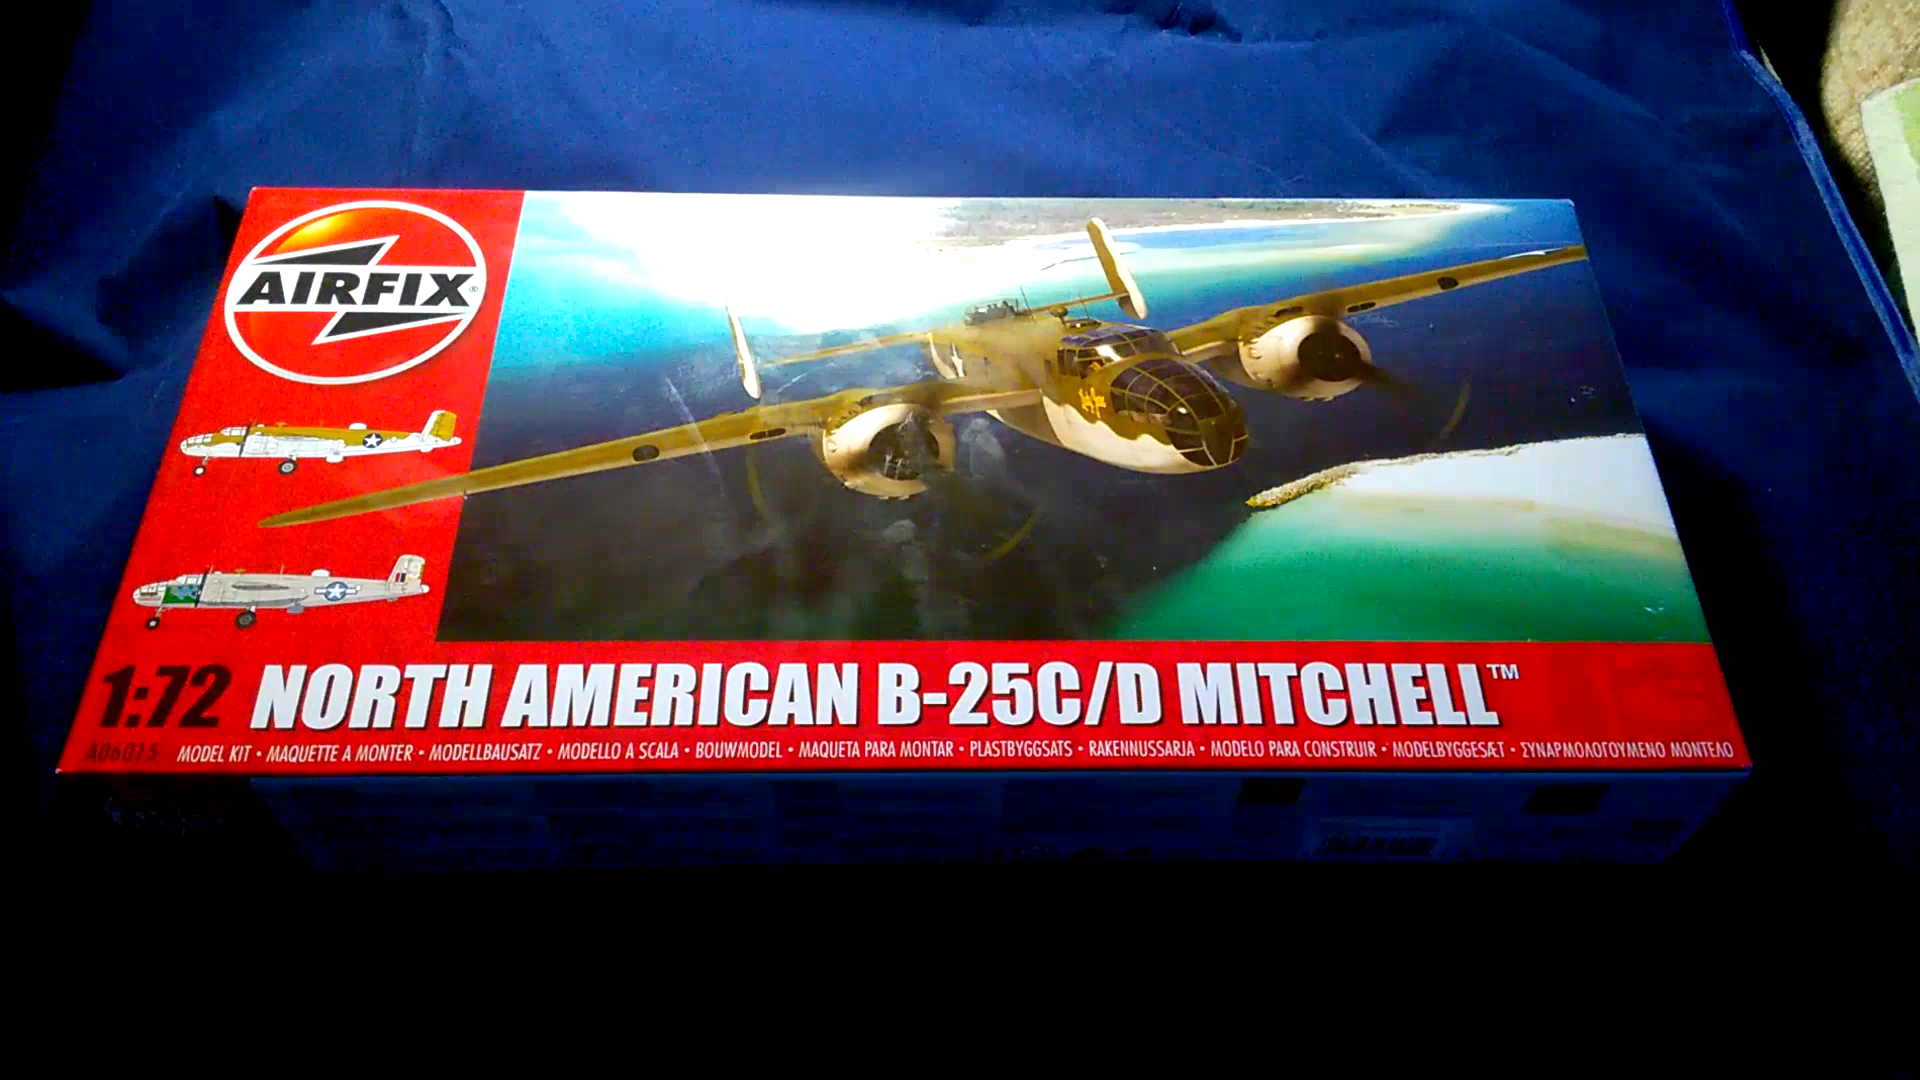 AIRFIX®
1:72 NORTH AMERICAN B-25C/D MITCHELL™
A06015 MODEL KIT • MAQUETTE A MONTER • MODELLBAUSATZ • MODELLO A SCALA • BOUWMODEL • MAQUETA PARA MONTAR • PLASTBYGGSATS • RAKENNUSSARJA • MODELO PARA CONSTRUIR • MODELBYGGESÆT • ΣΥΝΑΡΜΟΛΟΓΟΥΜΕΝΟ ΜΟΝΤΕΛΟ